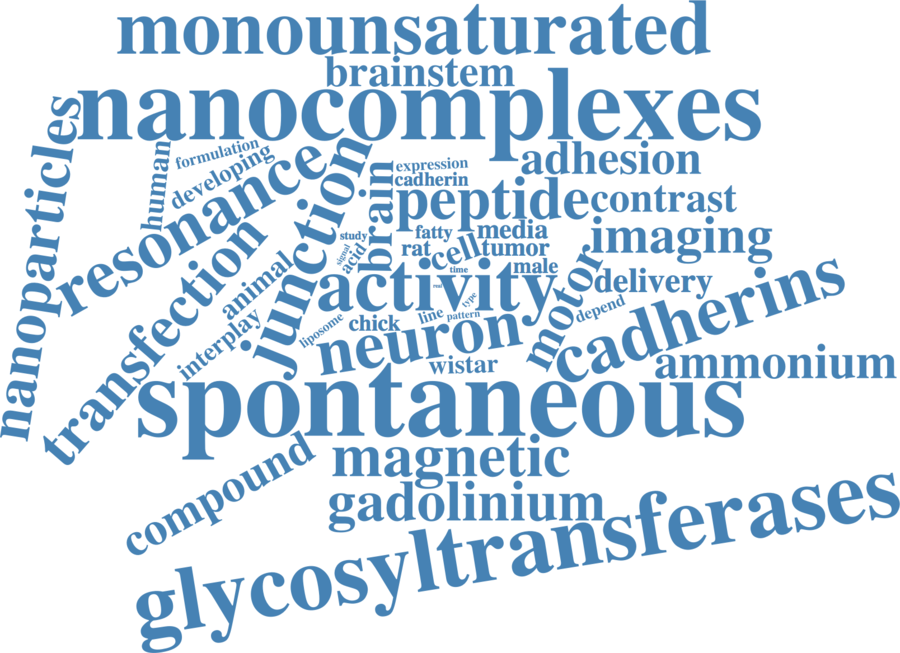 monounsaturated
brainstem
nanocomplexes
nanoparticles
human
formulation
developing
resonance
transfection
junction
brain
expression
cadherin
adhesion
peptide
contrast
fatty
media
imaging
study
signal
acid
rat
cell
tumor
time
male
motor
delivery
animal
activity
real
type
depend
cadherins
interplay
liposome
chick
line
pattern
neuron
wistar
ammonium
spontaneous
compound
magnetic
gadolinium
glycosyltransferases